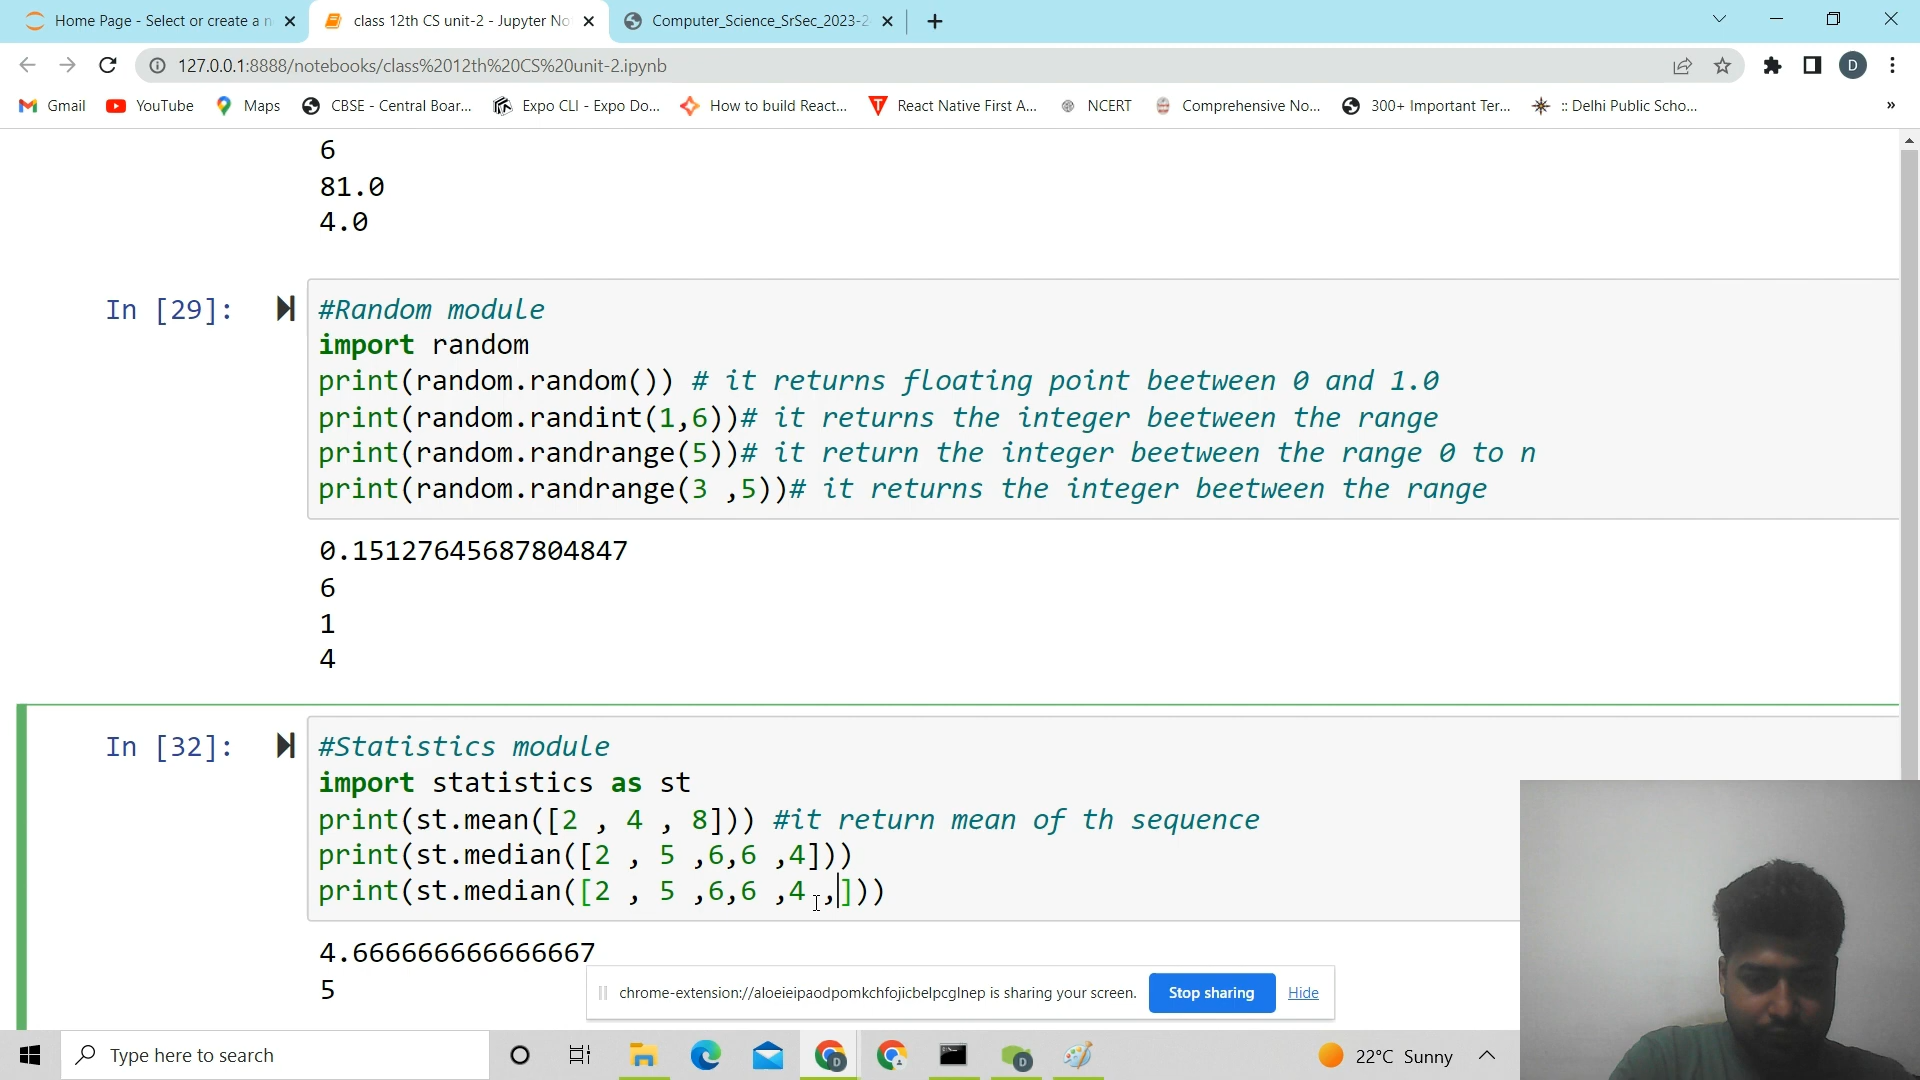 Home Page - Select or create a n
class 12th CS unit-2 - Jupyter No
Computer_Science_SrSec_2023-2
127.0.0.1:8888/notebooks/class%2012th%20CS%20unit-2.ipynb
D
Gmail
YouTube
Maps
CBSE - Central Boar...
Expo CLI - Expo Do...
How to build React...
React Native First A...
NCERT
Comprehensive No...
300+ Important Ter...
:: Delhi Public Scho...
»
6
81.0
4.0
In [29]:
#Random module
import random
print(random.random()) # it returns floating point beetween 0 and 1.0
print(random.randint(1,6))# it returns the integer beetween the range
print(random.randrange(5))# it return the integer beetween the range 0 to n
print(random.randrange(3 ,5))# it returns the integer beetween the range
0.15127645687804847
6
1
4
In [32]:
#Statistics module
import statistics as st
print(st.mean([2 , 4 , 8])) #it return mean of th sequence
print(st.median([2 , 5 ,6,6 ,4]))
print(st.median([2 , 5 ,6,6 ,4 ,]))
4.666666666666667
5
chrome-extension://aloeieipaodpomkchfojicbelpcglnep is sharing your screen.
Stop sharing
Hide
Type here to search
D
D
22°C Sunny